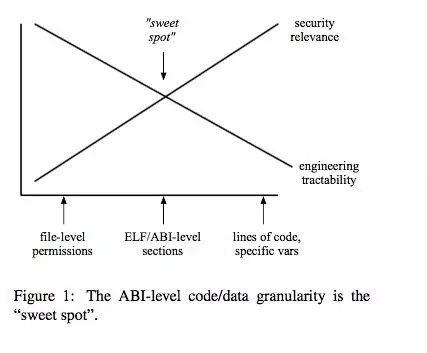 "sweet
spot"
security
relevance
engineering
tractability
file-level
permissions
ELF/ABI-level
sections
lines of code,
specific vars
Figure 1: The ABI-level code/data granularity is the
“sweet spot”.